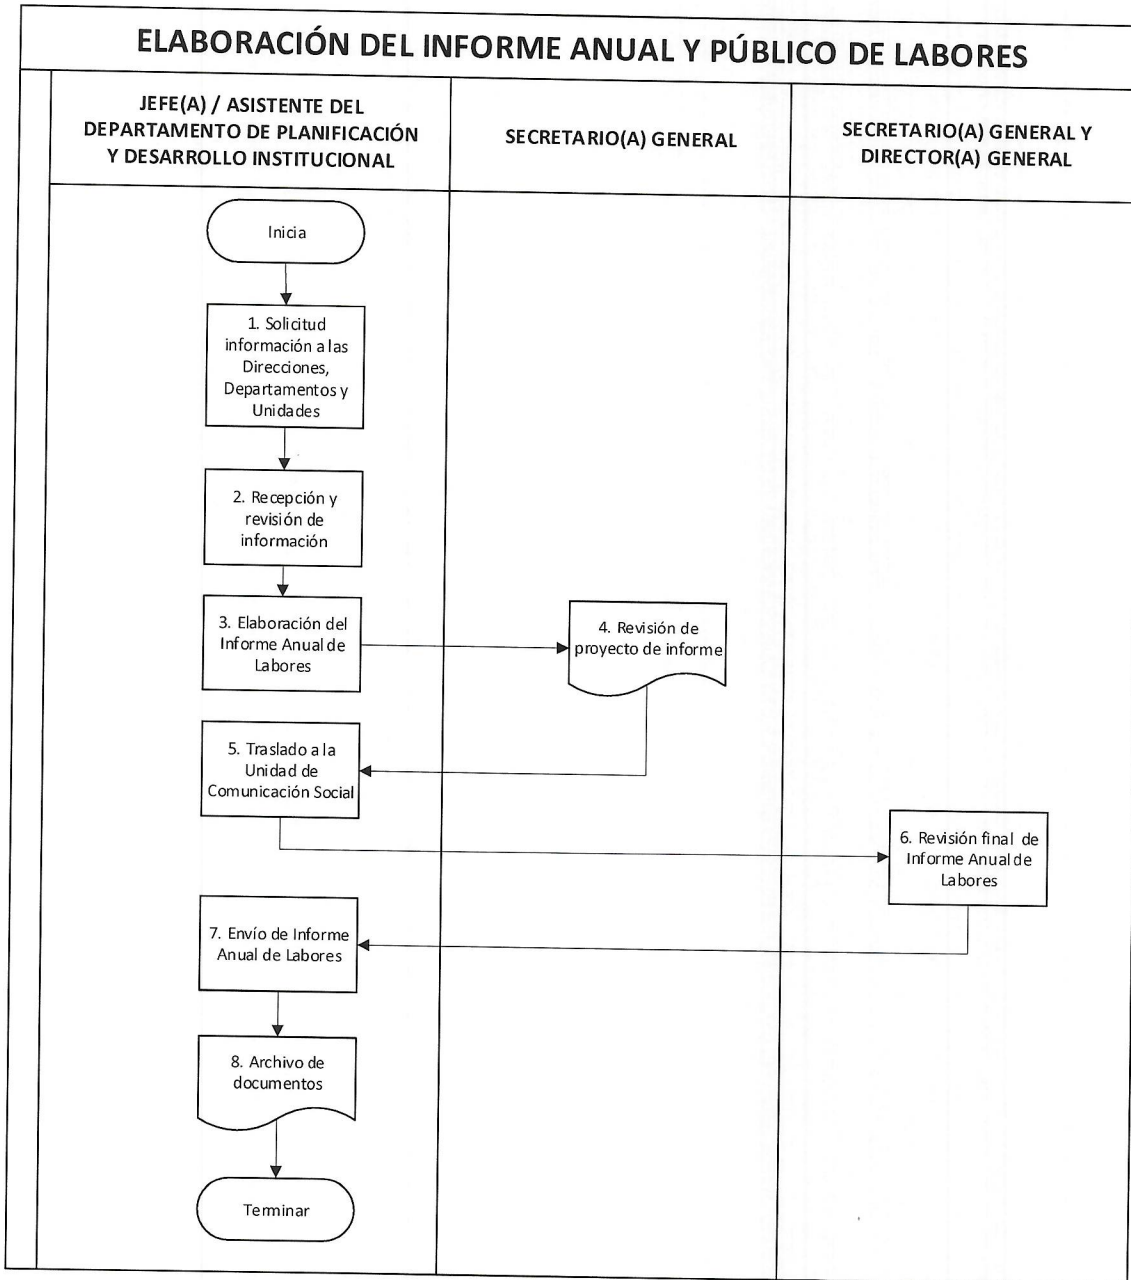 ELABORACIÓN DEL INFORME ANUAL Y PÚBLICO DE LABORES
JEFE(A) / ASISTENTE DEL
DEPARTAMENTO DE PLANIFICACIÓN
Y DESARROLLO INSTITUCIONAL
SECRETARIO(A) GENERAL
SECRETARIO(A) GENERAL Y
DIRECTOR(A) GENERAL
Inicia
1. Solicitud
información a las
Direcciones,
Departamentos y
Unidades
2. Recepción y
revisión de
información
3. Elaboración del
Informe Anual de
Labores
4. Revisión de
proyecto de informe
5. Traslado a la
Unidad de
Comunicación Social
6. Revisión final de
Informe Anual de
Labores
7. Envío de Informe
Anual de Labores
8. Archivo de
documentos
Terminar